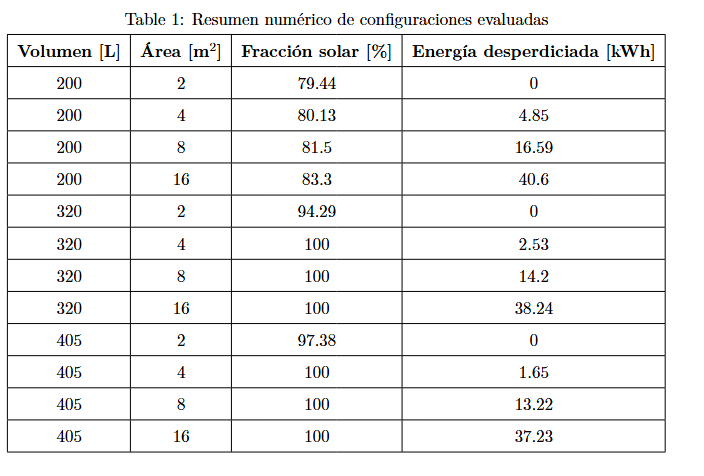 Table 1: Resumen numérico de configuraciones evaluadas
Volumen [L] Área [m²] Fracción solar [%] Energía desperdiciada [kWh]
200 2 79.44 0
200 4 80.13 4.85
200 8 81.5 16.59
200 16 83.3 40.6
320 2 94.29 0
320 4 100 2.53
320 8 100 14.2
320 16 100 38.24
405 2 97.38 0
405 4 100 1.65
405 8 100 13.22
405 16 100 37.23